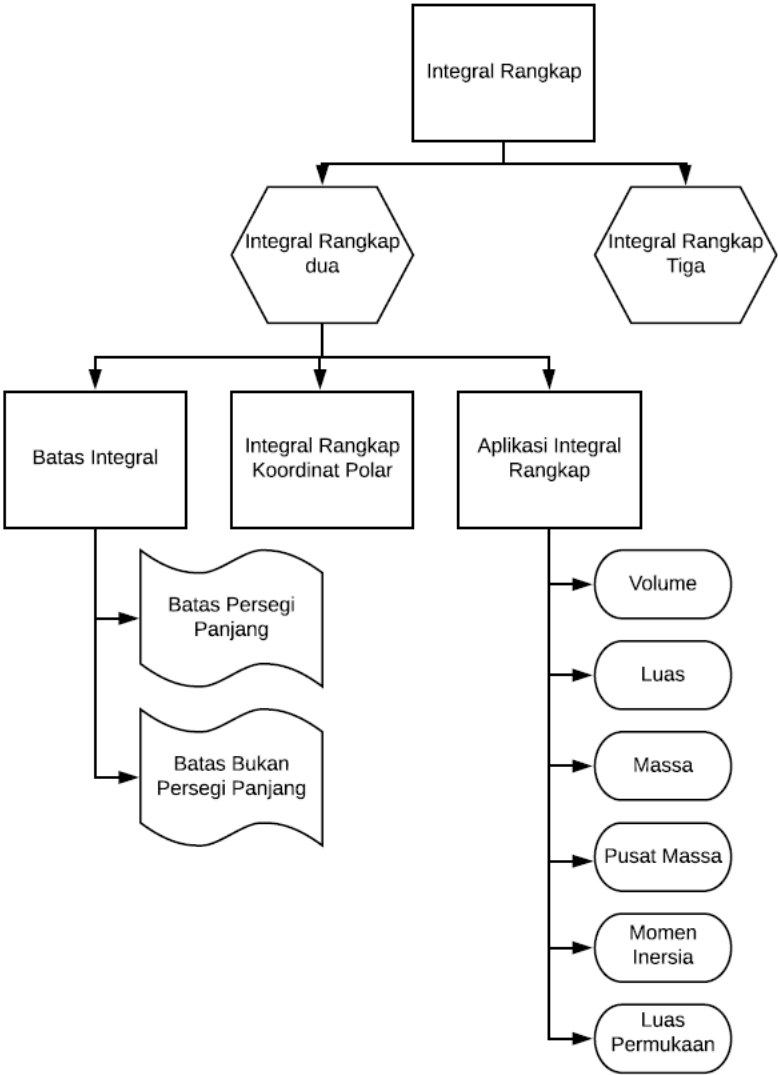 Integral Rangkap
Integral Rangkap
dua
Integral Rangkap
Tiga
Batas Integral
Integral Rangkap
Koordinat Polar
Aplikasi Integral
Rangkap
Batas Persegi
Panjang
Batas Bukan
Persegi Panjang
Volume
Luas
Massa
Pusat Massa
Momen
Inersia
Luas
Permukaan